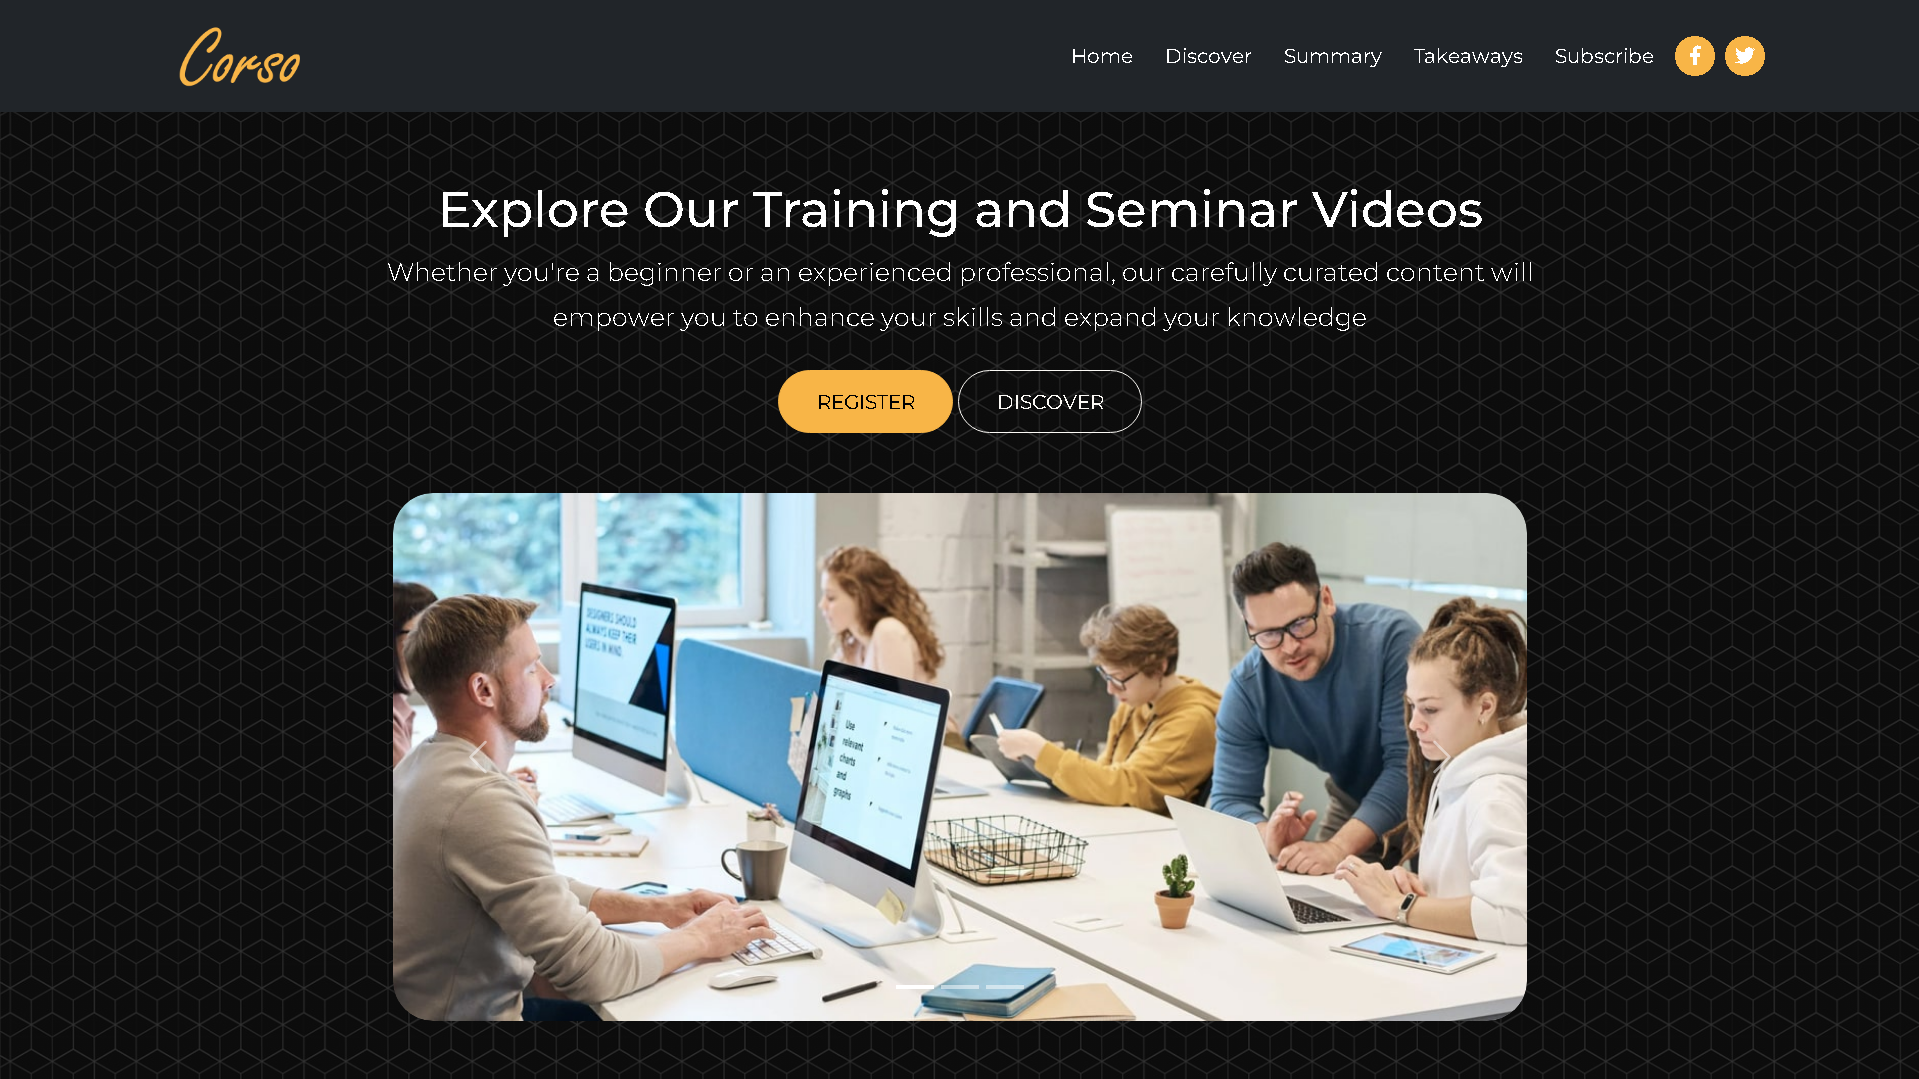 Corso
Home Discover Summary Takeaways Subscribe
Explore Our Training and Seminar Videos
Whether you're a beginner or an experienced professional, our carefully curated content will
empower you to enhance your skills and expand your knowledge
REGISTER DISCOVER
DESIGNERS SHOULD
ALWAYS KEEP THEIR
USERS IN MIND.
Use
relevant
charts
and
graphs